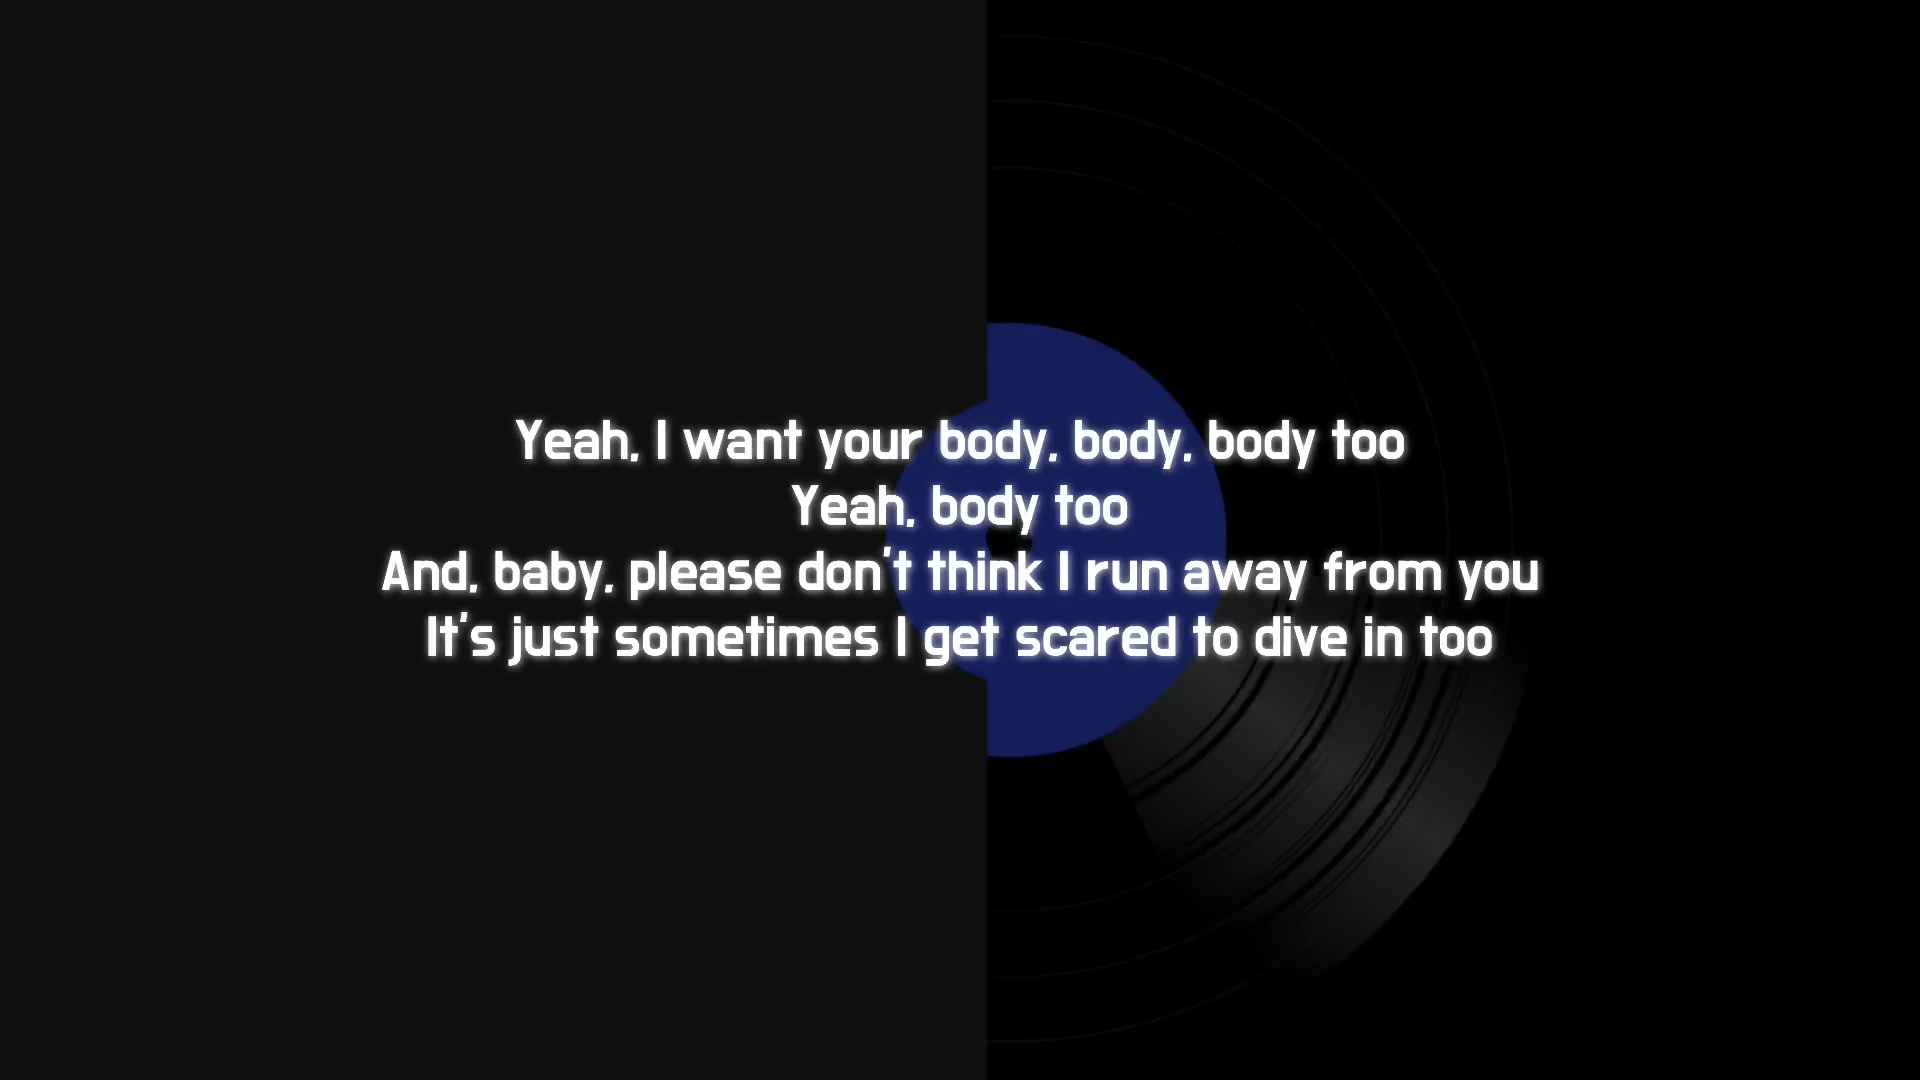 Yeah, I want your body, body, body too
Yeah, body too
And, baby, please don't think I run away from you
It's just sometimes I get scared to dive in too